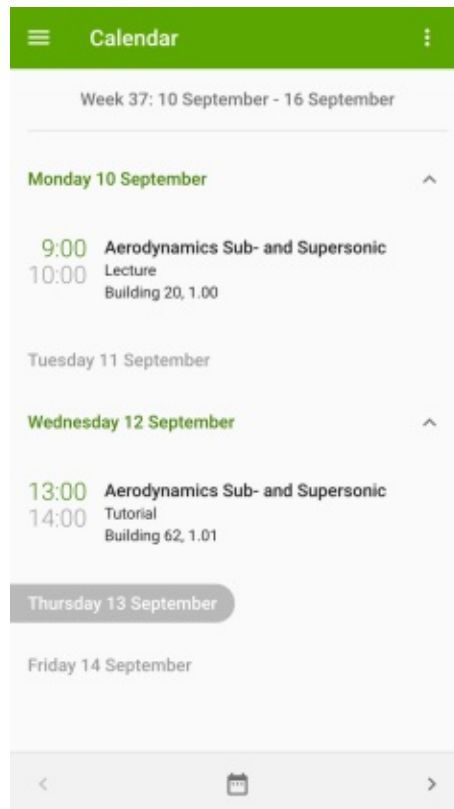 Calendar
Week 37: 10 September - 16 September
Monday 10 September
9:00 Aerodynamics Sub- and Supersonic
10:00 Lecture
Building 20, 1.00
Tuesday 11 September
Wednesday 12 September
13:00 Aerodynamics Sub- and Supersonic
14:00 Tutorial
Building 62, 1.01
Thursday 13 September
Friday 14 September